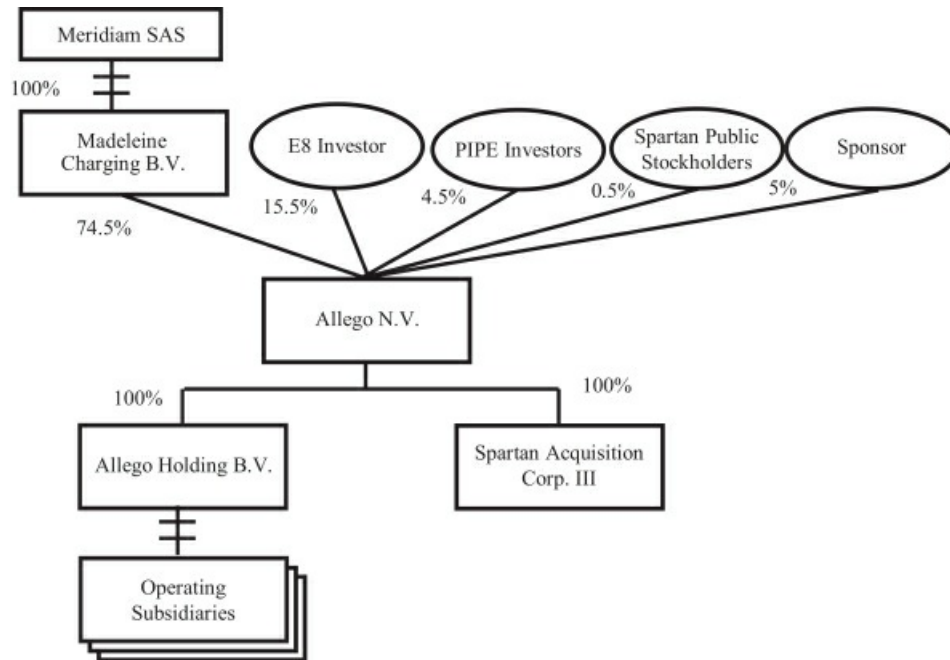 Meridiam SAS
100%
Madeleine
Charging B.V.
E8 Investor
PIPE Investors
Spartan Public
Stockholders
Sponsor
74.5%
15.5%
4.5%
0.5%
5%
Allego N.V.
100%
100%
Allego Holding B.V.
Spartan Acquisition
Corp. III
Operating
Subsidiaries